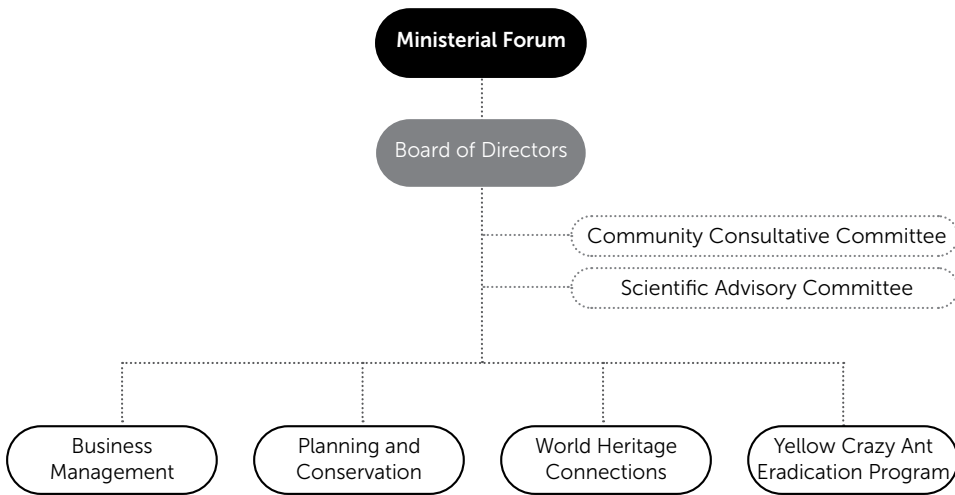 Ministerial Forum
Board of Directors
Community Consultative Committee
Scientific Advisory Committee
Business
Management
Planning and
Conservation
World Heritage
Connections
Yellow Crazy Ant
Eradication Program